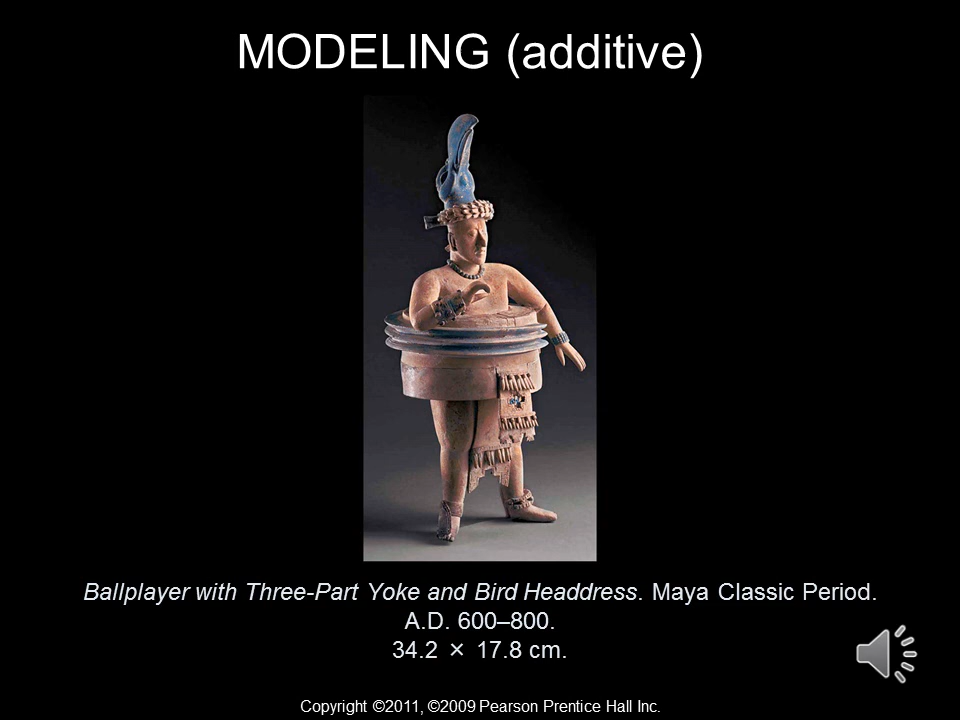 MODELING (additive)
Ballplayer with Three-Part Yoke and Bird Headdress. Maya Classic Period.
A.D. 600–800.
34.2 × 17.8 cm.
Copyright ©2011, ©2009 Pearson Prentice Hall Inc.